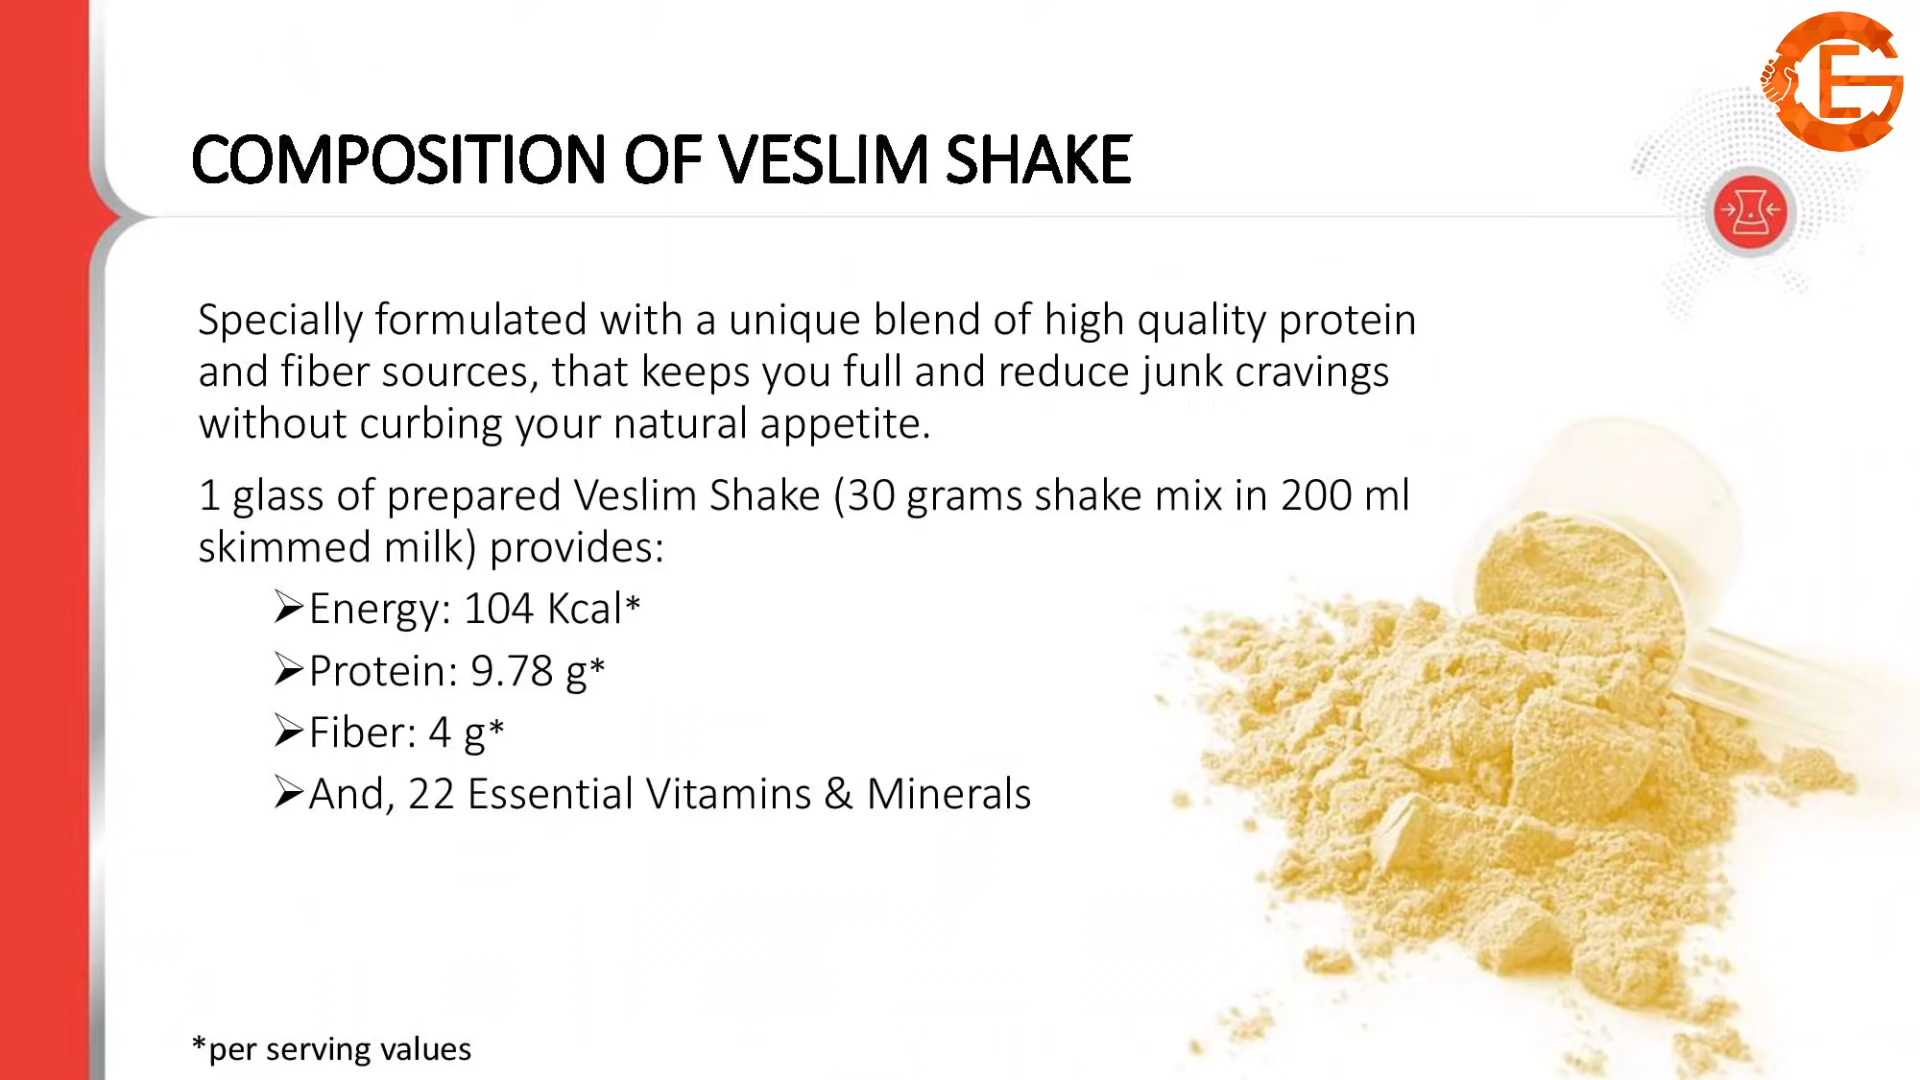 COMPOSITION OF VESLIM SHAKE
Specially formulated with a unique blend of high quality protein
and fiber sources, that keeps you full and reduce junk cravings
without curbing your natural appetite.
1 glass of prepared Veslim Shake (30 grams shake mix in 200 ml
skimmed milk) provides:
➢Energy: 104 Kcal*
➢Protein: 9.78 g*
➢Fiber: 4 g*
➢And, 22 Essential Vitamins & Minerals
*per serving values
GE